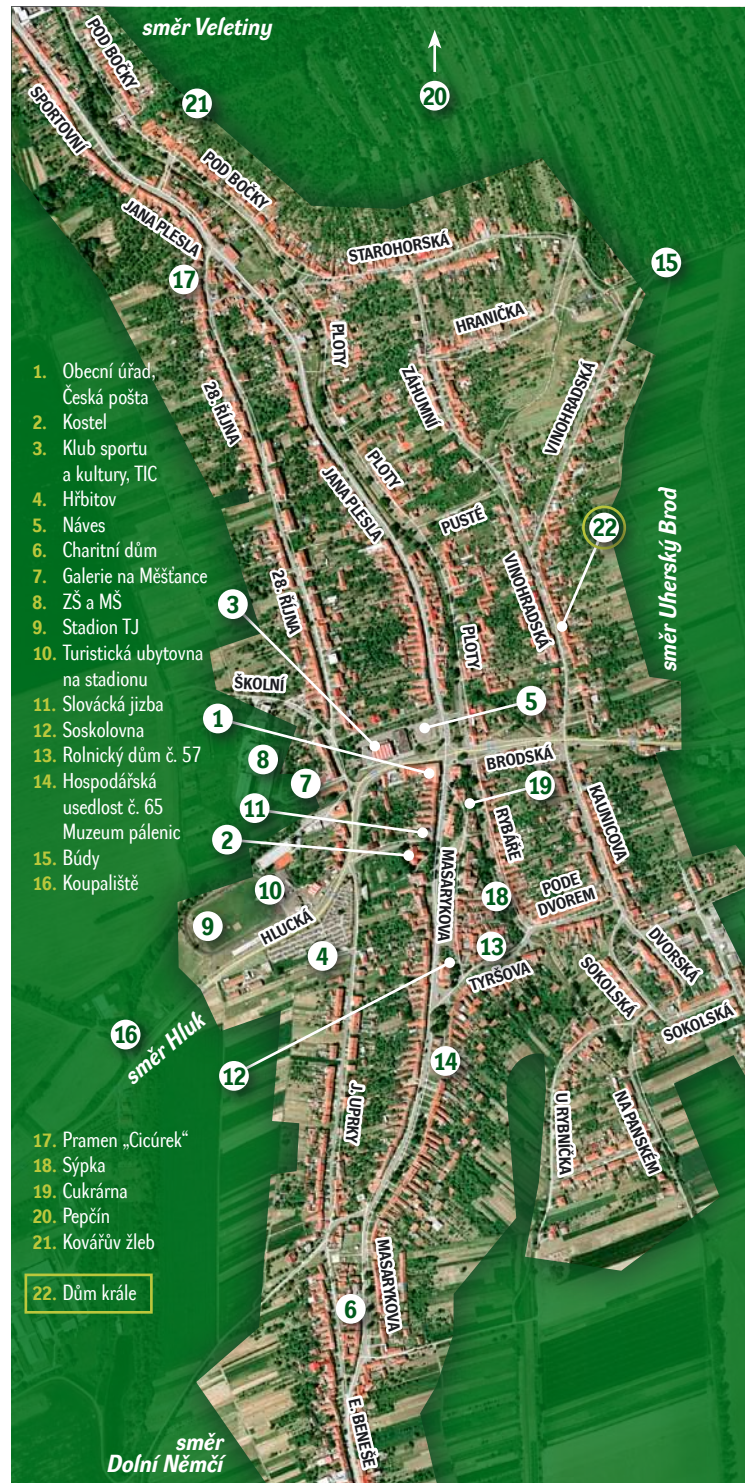 směr Veletiny
POD BOČKY
20
21
SPORTOVNÍ
POD BOČKY
JANA PLESLA
STAROHORSKÁ
15
17
HRANIČKA
PLOTY
ZÁHUMNÍ
VINOHRADSKÁ
1. Obecní úřad,
Česká pošta
2. Kostel
3. Klub sportu
a kultury, TIC
4. Hřbitov
5. Náves
6. Charitní dům
7. Galerie na Měšťance
8. ZŠ a MŠ
9. Stadion TJ
10. Turistická ubytovna
na stadionu
11. Slovácká jizba
12. Soskolovna
13. Rolnický dům č. 57
14. Hospodářská
usedlost č. 65
Muzeum pálenic
15. Búdy
16. Koupaliště
28. ŘÍJNA
PLOTY
JANA PLESLA
PUSTÉ
22
směr Uherský Brod
VINOHRADSKÁ
28. ŘÍJNA
3
PLOTY
ŠKOLNÍ
1
5
8
BRODSKÁ
7
19
KAUNICOVA
11
RYBÁŘE
2
MASARYKOVA
10
18
PODE
DVOREM
9
HLUCKÁ
13
DVORSKÁ
4
TYRŠOVA
SOKOLSKÁ
SOKOLSKÁ
16
směr Hluk
12
14
J. UPRKY
U RYBNÍČKA
NA PANSKÉM
17. Pramen „Cicúrek“
18. Sýpka
19. Cukrárna
20. Pepčín
21. Kovářův žleb
22. Dům krále
MASARYKOVA
6
E. BENEŠE
směr
Dolní Němčí